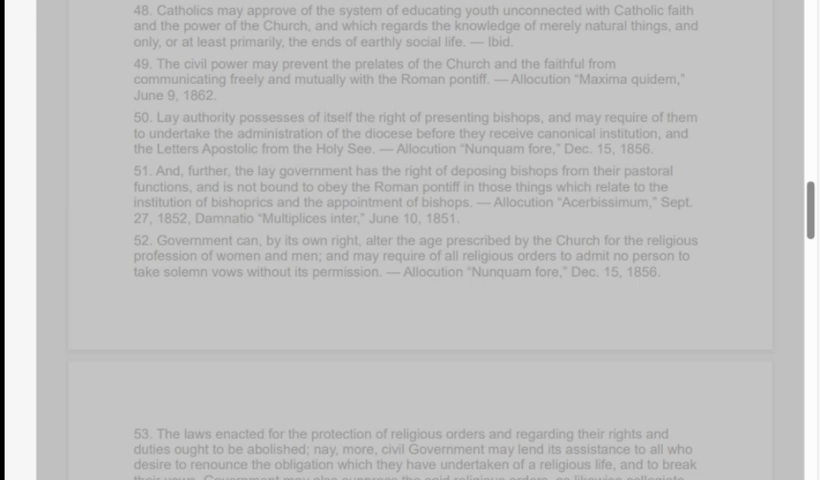 48. Catholics may approve of the system of educating youth unconnected with Catholic faith
and the power of the Church, and which regards the knowledge of merely natural things, and
only, or at least primarily, the ends of earthly social life. — Ibid.
49. The civil power may prevent the prelates of the Church and the faithful from
communicating freely and mutually with the Roman pontiff. — Allocution “Maxima quidem,”
June 9, 1862.
50. Lay authority possesses of itself the right of presenting bishops, and may require of them
to undertake the administration of the diocese before they receive canonical institution, and
the Letters Apostolic from the Holy See. — Allocution “Nunquam fore,” Dec. 15, 1856.
51. And, further, the lay government has the right of deposing bishops from their pastoral
functions, and is not bound to obey the Roman pontiff in those things which relate to the
institution of bishoprics and the appointment of bishops. — Allocution “Acerbissimum,” Sept.
27, 1852, Damnatio “Multiplices inter,” June 10, 1851.
52. Government can, by its own right, alter the age prescribed by the Church for the religious
profession of women and men; and may require of all religious orders to admit no person to
take solemn vows without its permission. — Allocution “Nunquam fore,” Dec. 15, 1856.
53. The laws enacted for the protection of religious orders and regarding their rights and
duties ought to be abolished; nay, more, civil Government may lend its assistance to all who
desire to renounce the obligation which they have undertaken of a religious life, and to break
their vows. Government may also suppress the said religious orders, as likewise collegiate